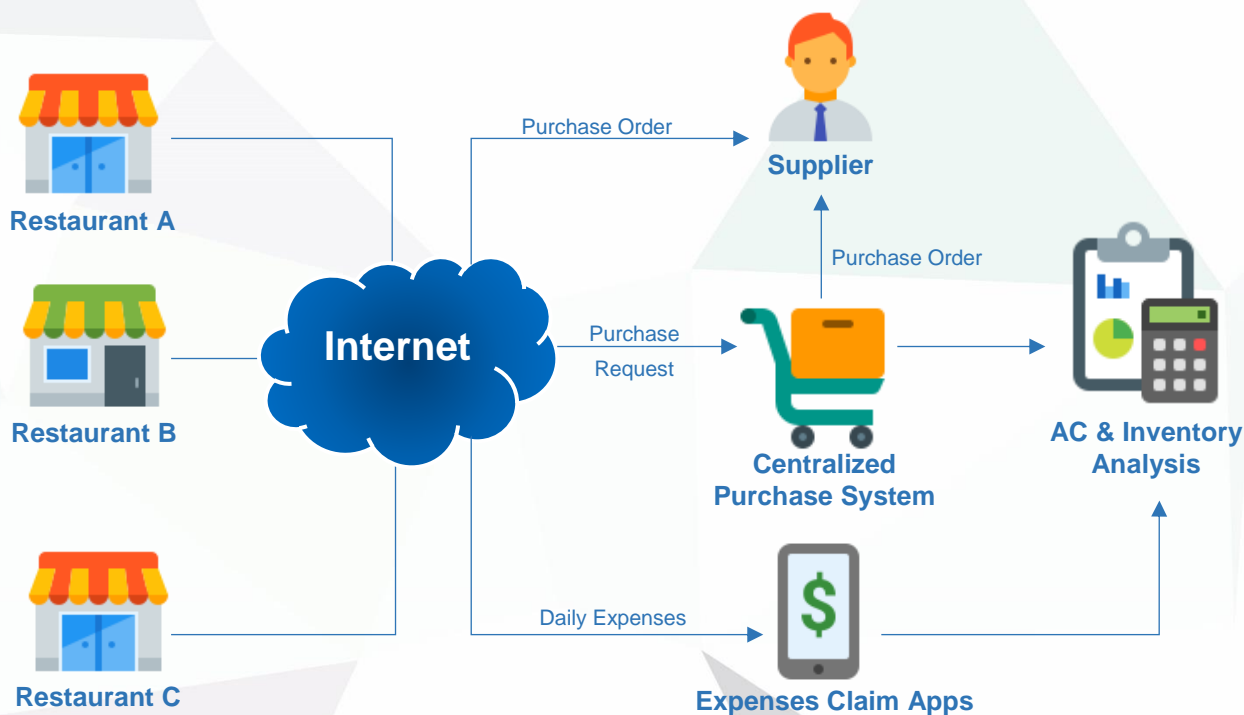 Purchase Order
Supplier
Restaurant A
Purchase Order
Internet
Purchase
Request
Restaurant B
AC & Inventory
Analysis
Centralized
Purchase System
$
Daily Expenses
Restaurant C
Expenses Claim Apps